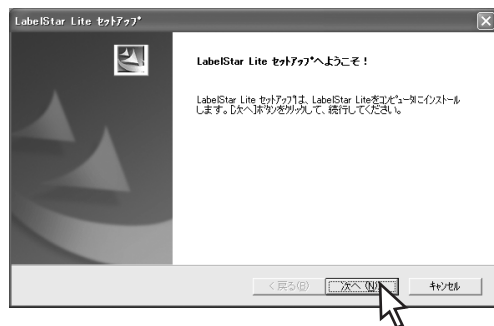 LabelStar Lite ｾｯﾄｱｯﾌﾟ
LabelStar Lite ｾｯﾄｱｯﾌﾟへようこそ！
LabelStar Lite ｾｯﾄｱｯﾌﾟは、LabelStar Liteをｺﾝﾋﾟｭｰﾀにインストール
します。[次へ]ﾎﾞﾀﾝをｸﾘｯｸして、続行してください。
< 戻る(B)
次へ (N) >
ｷｬﾝｾﾙ